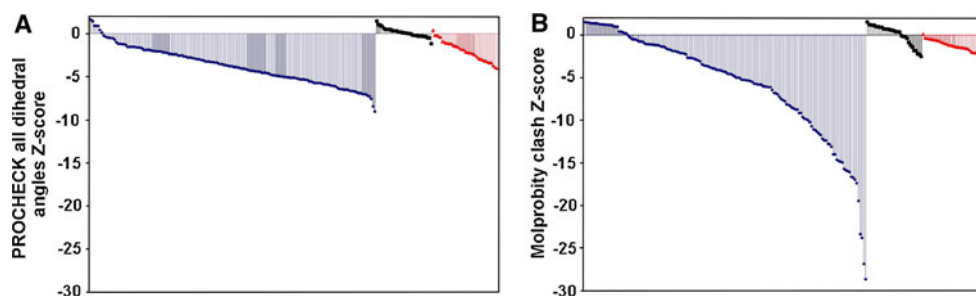 A
PROCHECK all dihedral
angles Z-score
0
-5
-10
-15
-20
-25
-30
B
Molprobity clash Z-score
0
-5
-10
-15
-20
-25
-30